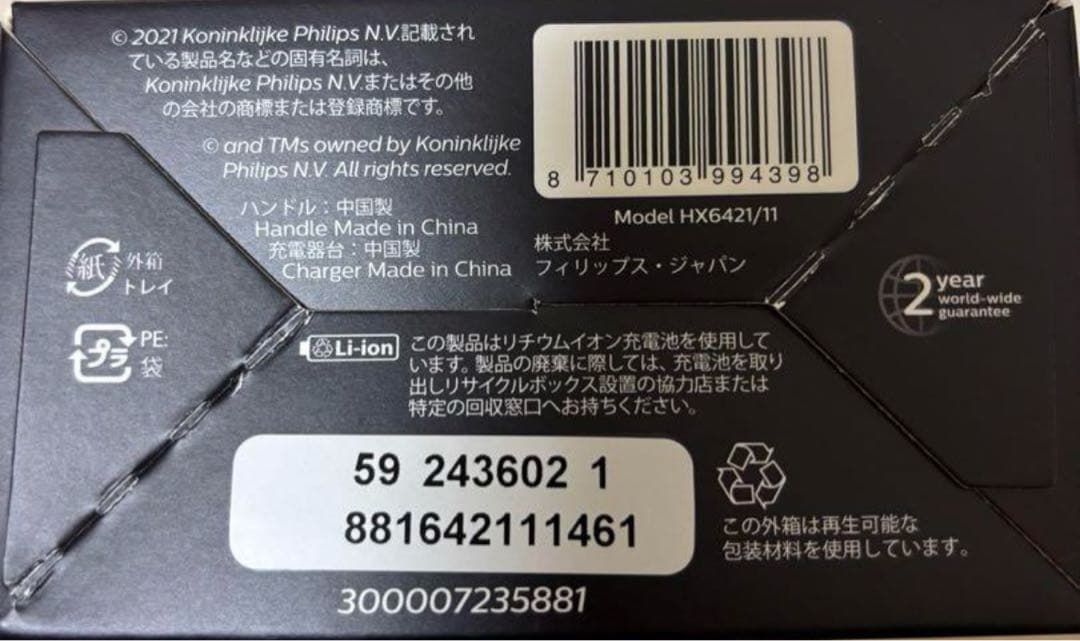 © 2021 Koninklijke Philips N.V.記載され
ている製品名などの固有名詞は、
Koninklijke Philips N.V.またはその他
の会社の商標または登録商標です。
© and TMs owned by Koninklijke
Philips N.V. All rights reserved.
ハンドル：中国製
Handle Made in China
充電器台：中国製
Charger Made in China
8 710103 994398
Model HX6421/11
株式会社
フィリップス・ジャパン
紙 外箱
トレイ
プラ PE:
袋
2 year
world-wide
guarantee
Li-ion
この製品はリチウムイオン充電池を使用して
います。製品の廃棄に際しては、充電池を取り
出しリサイクルボックス設置の協力店または
特定の回収窓口へお持ちください。
59 243602 1
881642111461
300007235881
この外箱は再生可能な
包装材料を使用しています。